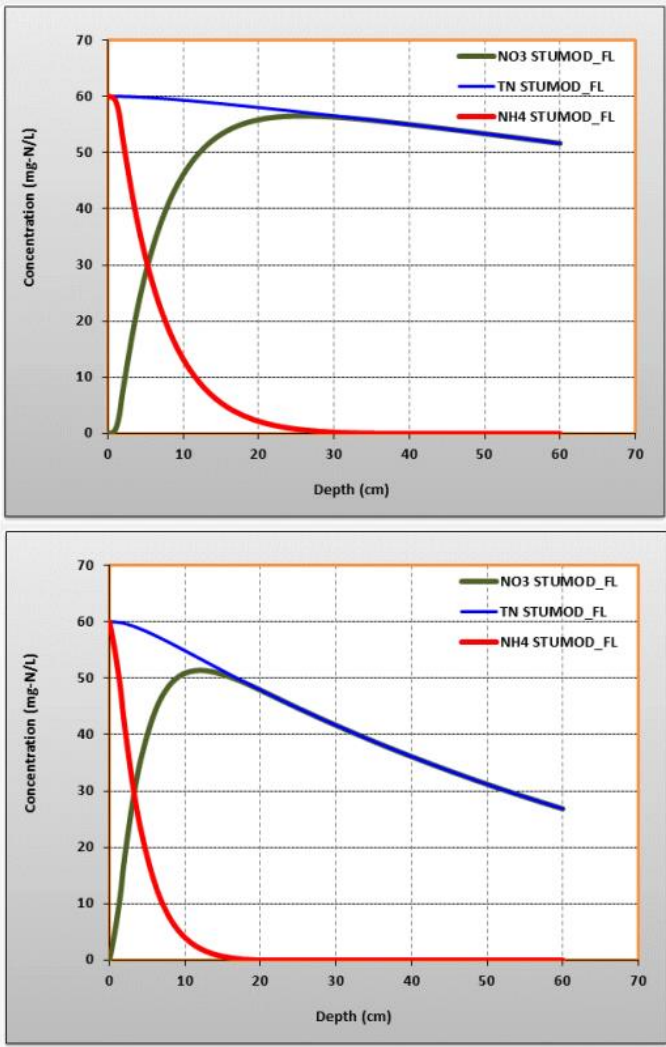 70
60
50
40
30
20
10
0
Concentration (mg-N/L)
NO3 STUMOD_FL
TN STUMOD_FL
NH4 STUMOD_FL
0 10 20 30 40 50 60 70
Depth (cm)
70
60
50
40
30
20
10
0
Concentration (mg-N/L)
NO3 STUMOD_FL
TN STUMOD_FL
NH4 STUMOD_FL
0 10 20 30 40 50 60 70
Depth (cm)